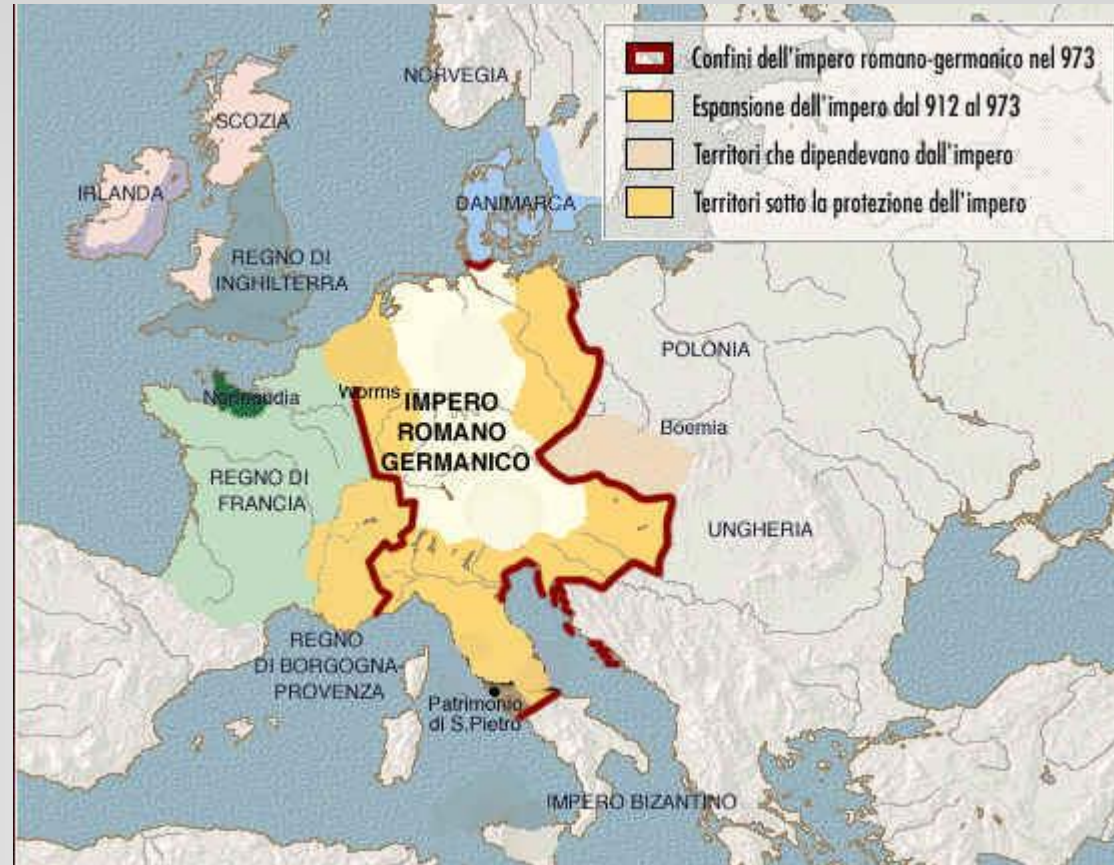 Confini dell'impero romano-germanico nel 973
Espansione dell'impero dal 912 al 973
Territori che dipendevano dall'impero
Territori sotto la protezione dell'impero
NORVEGIA
SCOZIA
IRLANDA
DANIMARCA
REGNO DI
INGHILTERRA
POLONIA
Normandia
Worms
IMPERO
ROMANO
GERMANICO
Boemia
REGNO DI
FRANCIA
UNGHERIA
REGNO
DI BORGOGNA-
PROVENZA
Patrimonio
di S.Pietro
IMPERO BIZANTINO